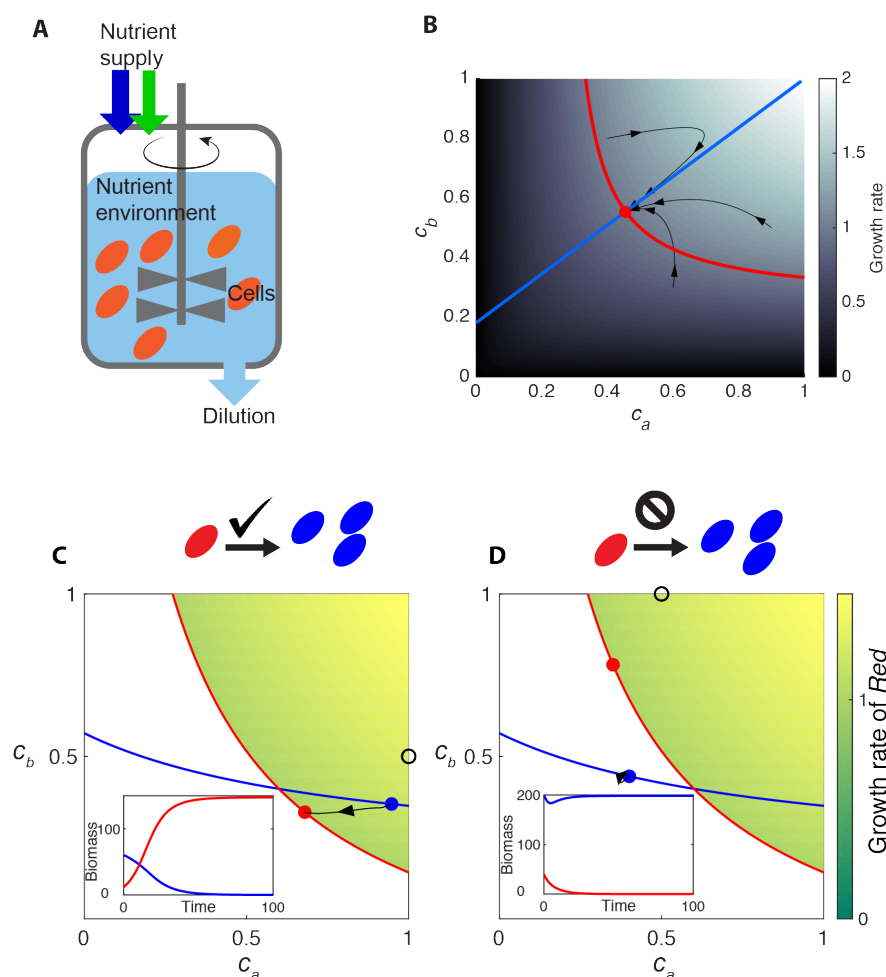 A
Nutrient
supply
Nutrient
environment
Cells
Dilution
B
1
0.8
0.6
0.4
0.2
0
c_b
0 0.2 0.4 0.6 0.8 1
c_a
2
1.5
1
0.5
0
Growth rate
C
1
0.5
c_b
100
0
Biomass
0 Time 100
0 0.5 1
c_a
D
1
0.5
c_b
200
100
0
Biomass
0 Time 100
0 0.5 1
c_a
1
0
Growth rate of Red